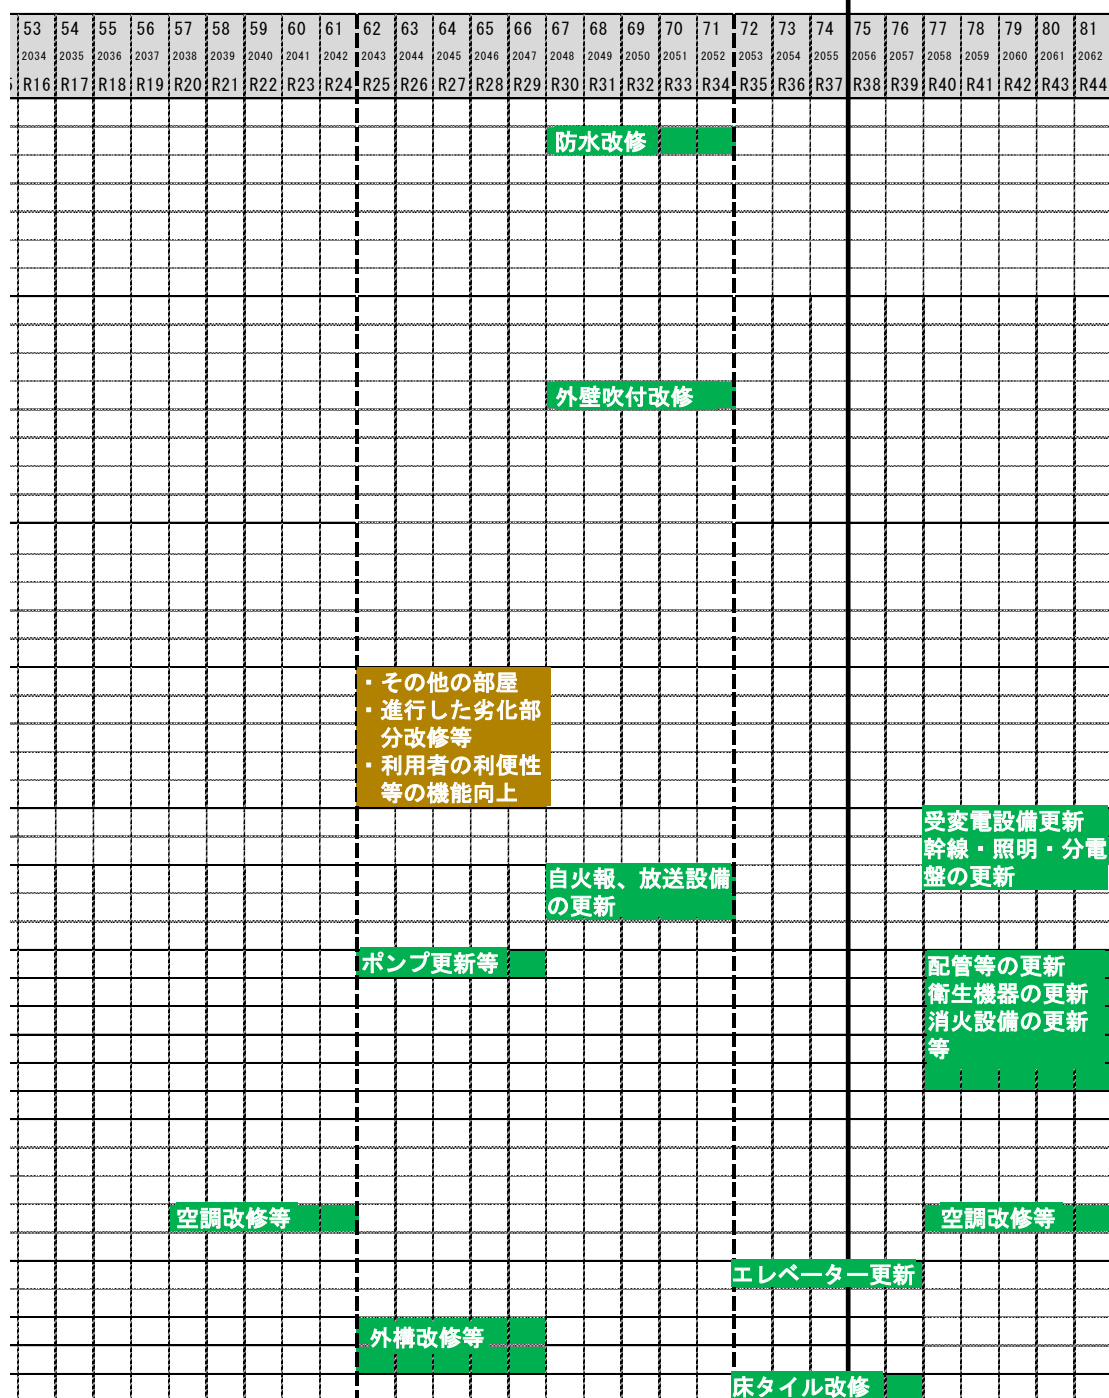 53 54 55 56 57 58 59 60 61 62 63 64 65 66 67 68 69 70 71 72 73 74 75 76 77 78 79 80 81
2034 2035 2036 2037 2038 2039 2040 2041 2042 2043 2044 2045 2046 2047 2048 2049 2050 2051 2052 2053 2054 2055 2056 2057 2058 2059 2060 2061 2062
R16 R17 R18 R19 R20 R21 R22 R23 R24 R25 R26 R27 R28 R29 R30 R31 R32 R33 R34 R35 R36 R37 R38 R39 R40 R41 R42 R43 R44
防水改修
外壁吹付改修
・その他の部屋
・進行した劣化部
分改修等
・利用者の利便性
等の機能向上
受変電設備更新
幹線・照明・分電
盤の更新
自火報、放送設備
の更新
ポンプ更新等
配管等の更新
衛生機器の更新
消火設備の更新
等
空調改修等
空調改修等
エレベーター更新
外構改修等
床タイル改修